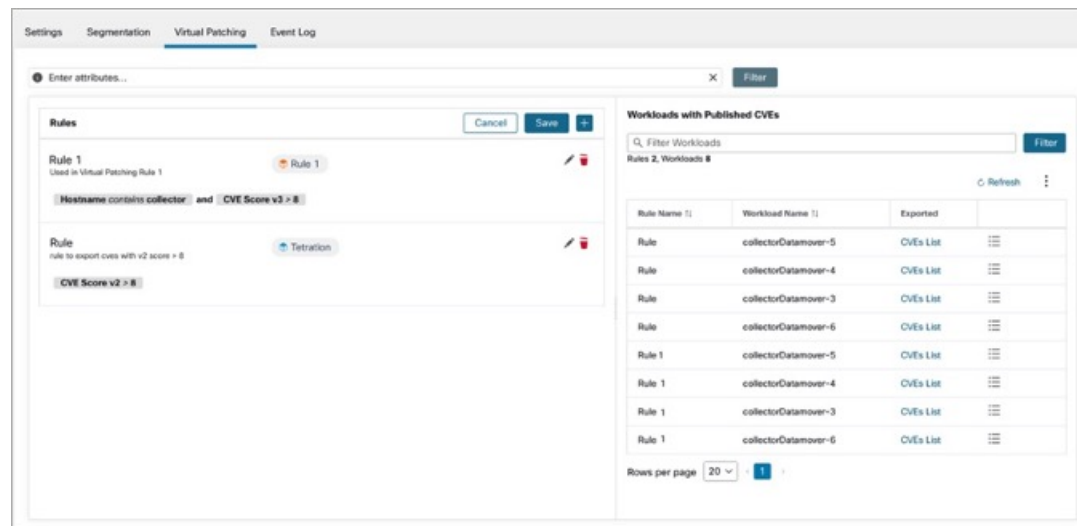 Settings Segmentation Virtual Patching Event Log
Enter attributes... Filter
Rules Cancel Save +
Rule 1 Rule 1
Used in Virtual Patching Rule 1
Hostname contains collector and CVE Score v3 > 8
Rule Tetration
rule to export cves with v2 score > 8
CVE Score v2 > 8
Workloads with Published CVEs
Filter Workloads Filter
Rules 2, Workloads 8
Refresh
Rule Name Workload Name Exported
Rule collectorDatamover-5 CVEs List
Rule collectorDatamover-4 CVEs List
Rule collectorDatamover-3 CVEs List
Rule collectorDatamover-6 CVEs List
Rule 1 collectorDatamover-5 CVEs List
Rule 1 collectorDatamover-4 CVEs List
Rule 1 collectorDatamover-3 CVEs List
Rule 1 collectorDatamover-6 CVEs List
Rows per page 20 1